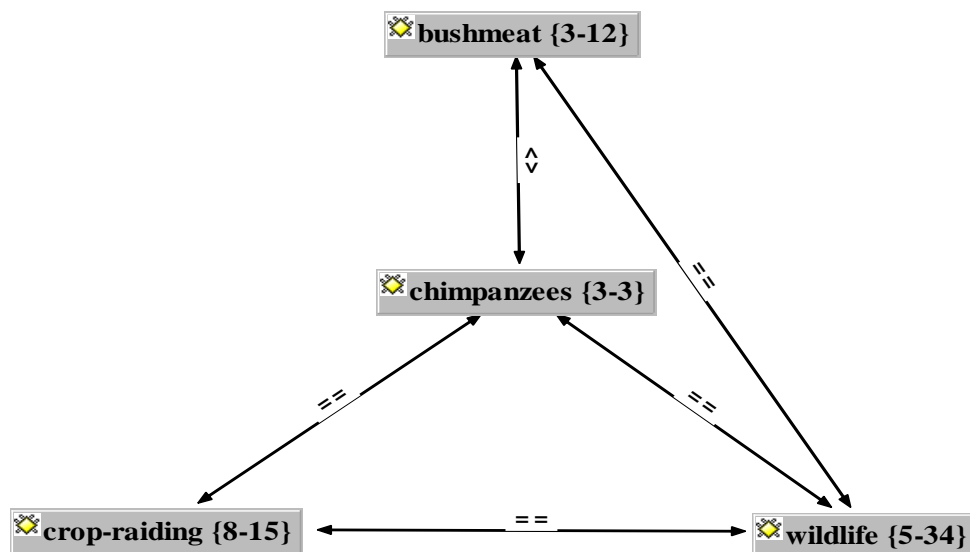 bushmeat {3-12}
<>
==
chimpanzees {3-3}
==
==
crop-raiding {8-15}
==
wildlife {5-34}